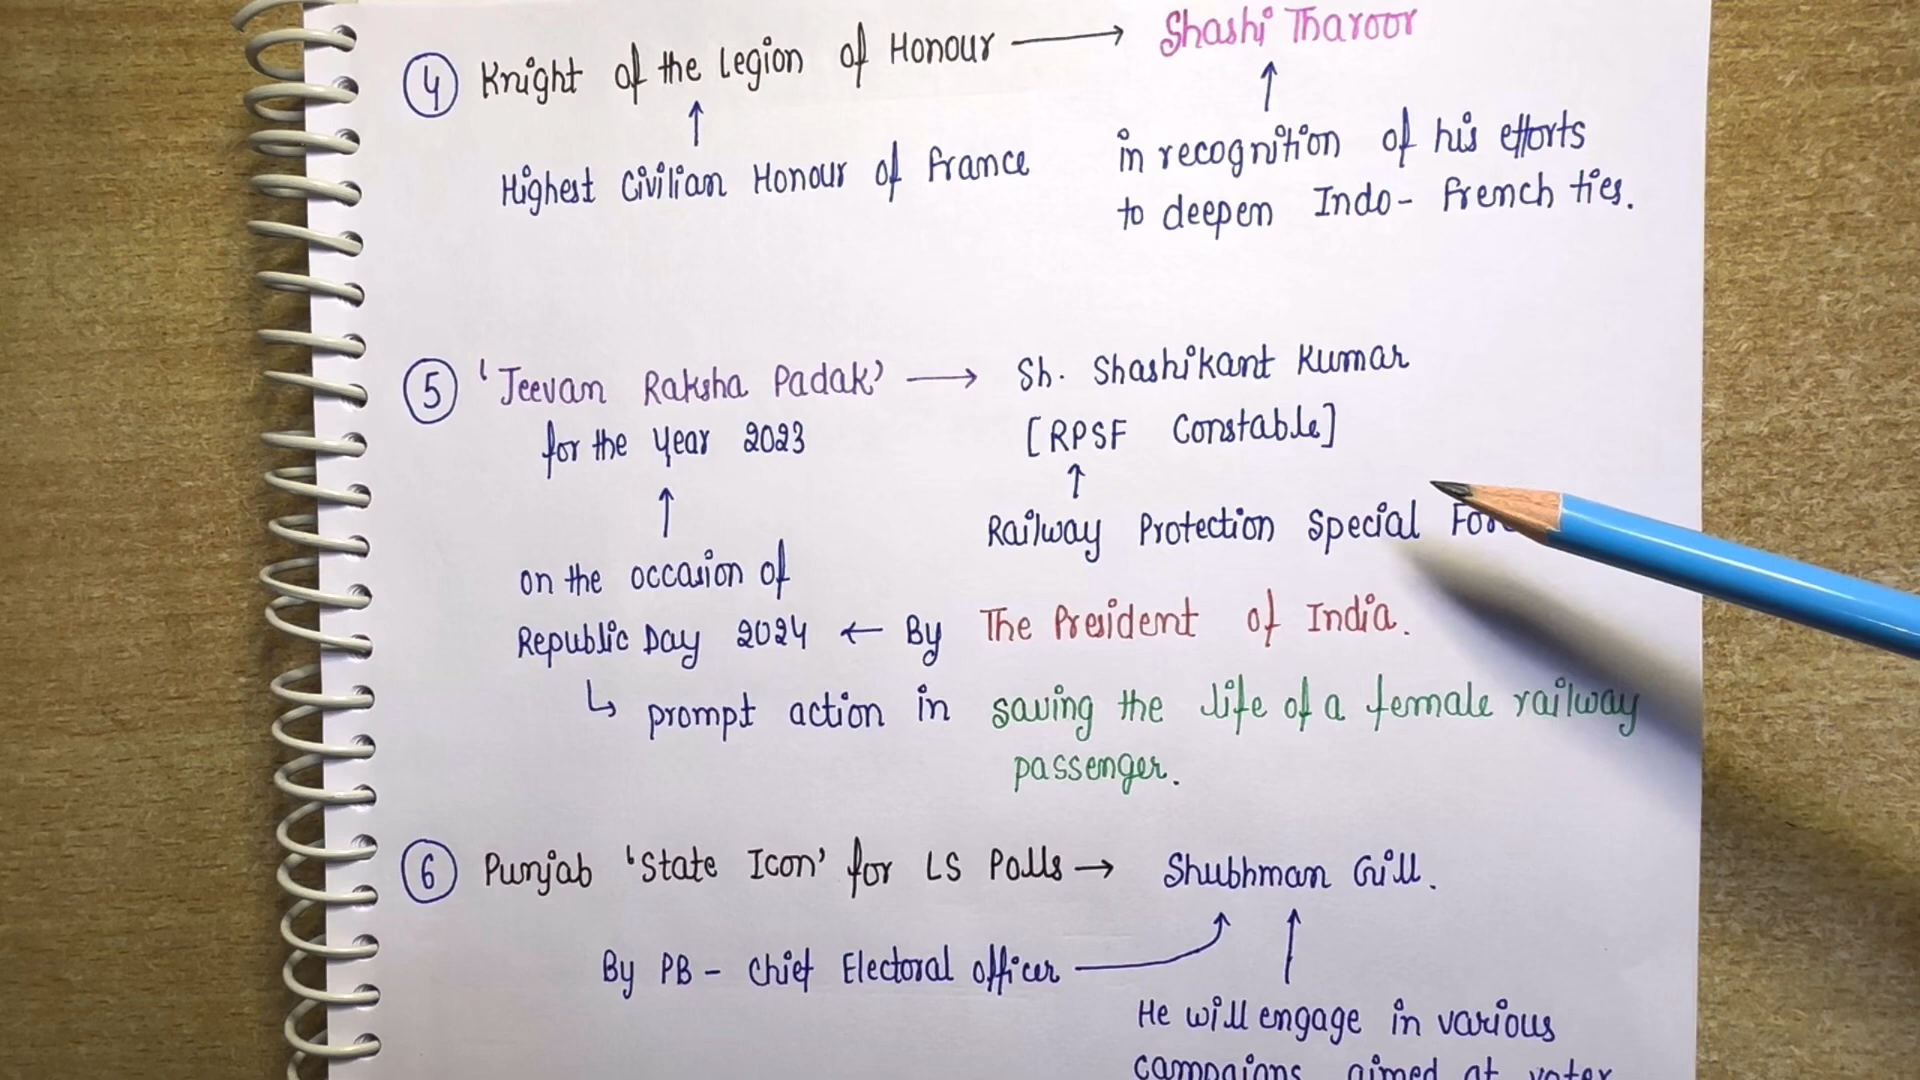 ④ Knight of the Legion of Honour → Shashi Tharoor
↑ ↑
Highest Civilian Honour of France
in recognition of his efforts
to deepen Indo- French ties.
⑤ 'Jeevan Raksha Padak' → Sh. Shashikant Kumar
for the year 2023 [RPSF Constable]
↑ ↑
Railway Protection Special
on the occasion of
Republic Day 2024 ← By The President of India.
↳ prompt action in saving the life of a female railway
passenger.
⑥ Punjab 'State Icon' for LS Polls → Shubhman Gill.
By PB - Chief Electoral officer
He will engage in various
campaigns aimed at voter